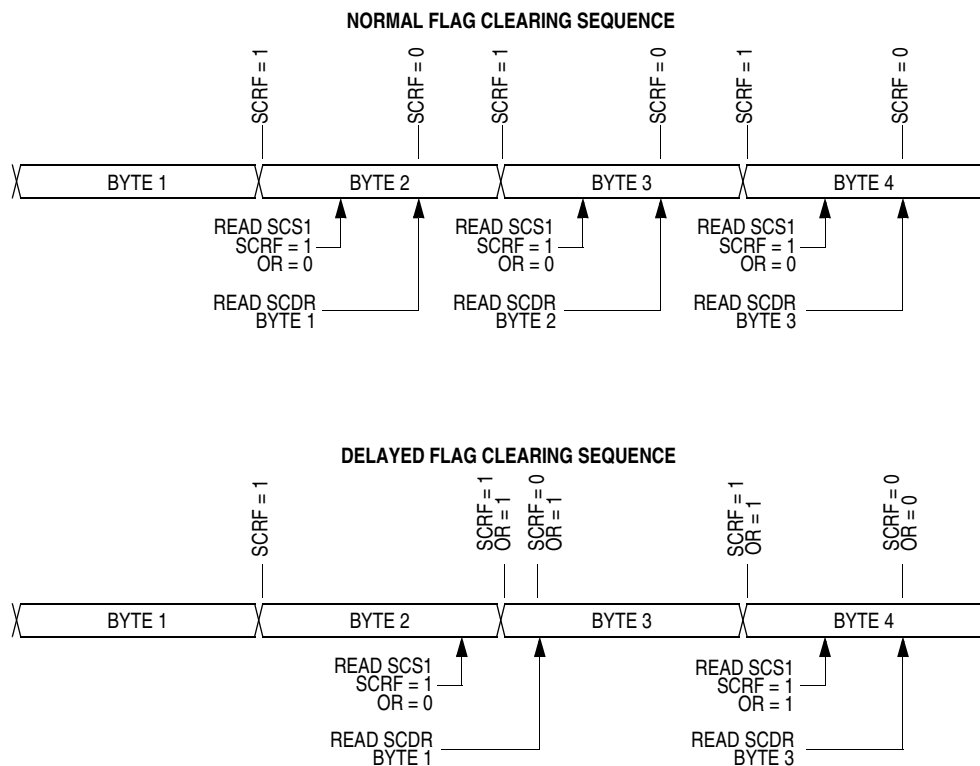 NORMAL FLAG CLEARING SEQUENCE
SCRF = 1
SCRF = 0
SCRF = 1
SCRF = 0
SCRF = 1
SCRF = 0
BYTE 1
BYTE 2
BYTE 3
BYTE 4
READ SCS1
SCRF = 1
OR = 0
READ SCS1
SCRF = 1
OR = 0
READ SCS1
SCRF = 1
OR = 0
READ SCDR
BYTE 1
READ SCDR
BYTE 2
READ SCDR
BYTE 3
DELAYED FLAG CLEARING SEQUENCE
SCRF = 1
SCRF = 1
OR = 1
SCRF = 0
OR = 1
SCRF = 1
OR = 1
SCRF = 0
OR = 0
BYTE 1
BYTE 2
BYTE 3
BYTE 4
READ SCS1
SCRF = 1
OR = 0
READ SCS1
SCRF = 1
OR = 1
READ SCDR
BYTE 1
READ SCDR
BYTE 3